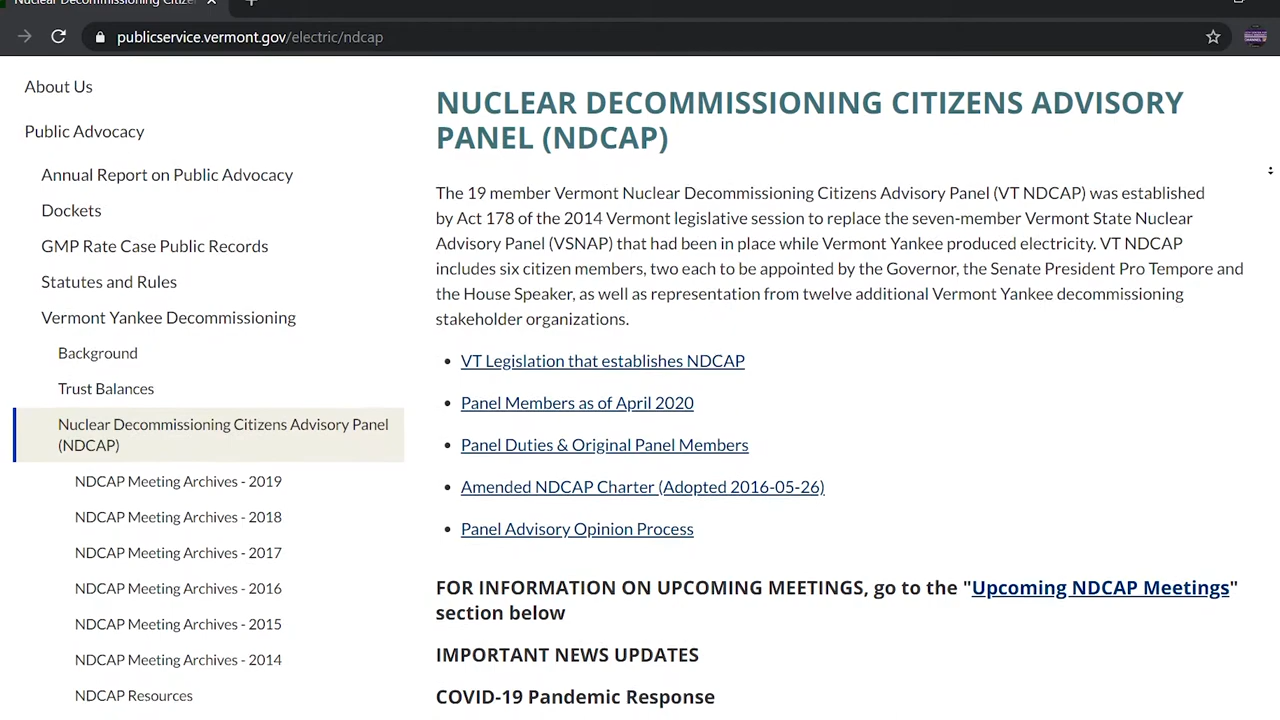 Nuclear Decommissioning Citize
publicservice.vermont.gov/electric/ndcap
About Us
Public Advocacy
Annual Report on Public Advocacy
Dockets
GMP Rate Case Public Records
Statutes and Rules
Vermont Yankee Decommissioning
Background
Trust Balances
Nuclear Decommissioning Citizens Advisory Panel
(NDCAP)
NDCAP Meeting Archives - 2019
NDCAP Meeting Archives - 2018
NDCAP Meeting Archives - 2017
NDCAP Meeting Archives - 2016
NDCAP Meeting Archives - 2015
NDCAP Meeting Archives - 2014
NDCAP Resources
NUCLEAR DECOMMISSIONING CITIZENS ADVISORY
PANEL (NDCAP)
The 19 member Vermont Nuclear Decommissioning Citizens Advisory Panel (VT NDCAP) was established
by Act 178 of the 2014 Vermont legislative session to replace the seven-member Vermont State Nuclear
Advisory Panel (VSNAP) that had been in place while Vermont Yankee produced electricity. VT NDCAP
includes six citizen members, two each to be appointed by the Governor, the Senate President Pro Tempore and
the House Speaker, as well as representation from twelve additional Vermont Yankee decommissioning
stakeholder organizations.
• VT Legislation that establishes NDCAP
• Panel Members as of April 2020
• Panel Duties & Original Panel Members
• Amended NDCAP Charter (Adopted 2016-05-26)
• Panel Advisory Opinion Process
FOR INFORMATION ON UPCOMING MEETINGS, go to the "Upcoming NDCAP Meetings"
section below
IMPORTANT NEWS UPDATES
COVID-19 Pandemic Response